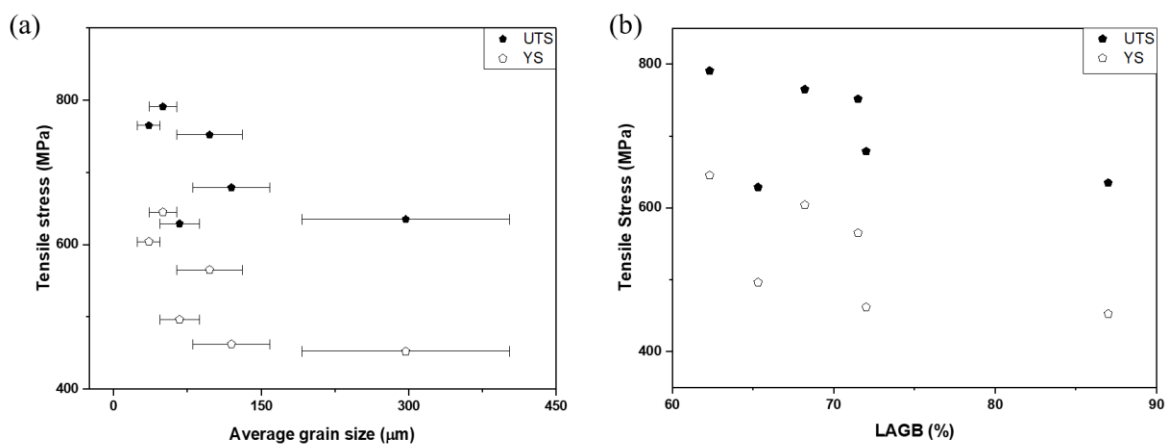 (a)
UTS
YS
800
600
400
Tensile stress (MPa)
0 150 300 450
Average grain size (μm)
(b)
UTS
YS
800
600
400
Tensile Stress (MPa)
60 70 80 90
LAGB (%)